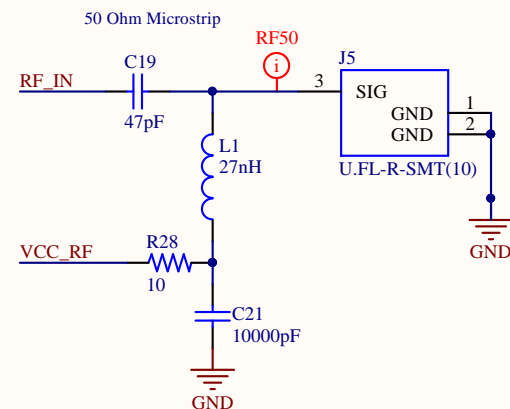 50 Ohm Microstrip
RF50
C19
J5
RF_IN
3
SIG
1
GND
2
GND
47pF
L1
27nH
U.FL-R-SMT(10)
VCC_RF
R28
GND
10
C21
10000pF
GND